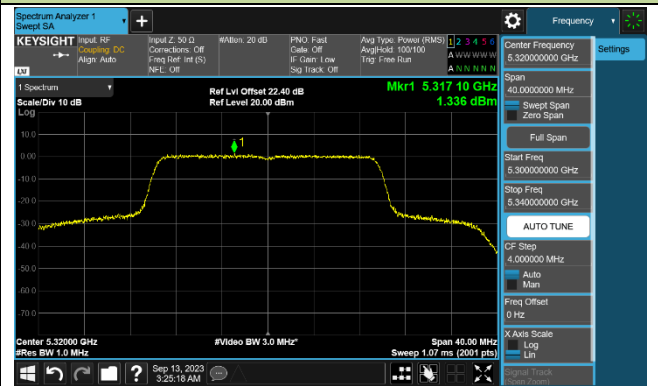 Spectrum Analyzer 1
Swept SA
Frequency
KEYSIGHT
Input: RF
Coupling: DC
Align: Auto
Input Z: 50 Ω
Corrections: Off
Freq Ref: Int (S)
NFE: Off
#Atten: 20 dB
PNO: Fast
Gate: Off
IF Gain: Low
Sig Track: Off
Avg Type: Power (RMS)
Avg|Hold: 100/100
Trig: Free Run
1 2 3 4 5 6
A W W W W W
A N N N N N
LXI
1 Spectrum
Scale/Div 10 dB
Log
Ref Lvl Offset 22.40 dB
Ref Level 20.00 dBm
Mkr1 5.317 10 GHz
1.336 dBm
1
10.0
0.00
-10.0
-20.0
-30.0
-40.0
-50.0
-60.0
-70.0
Center 5.32000 GHz
#Res BW 1.0 MHz
#Video BW 3.0 MHz*
Span 40.00 MHz
Sweep 1.07 ms (2001 pts)
Sep 13, 2023
3:25:18 AM
Center Frequency
5.320000000 GHz
Settings
Span
40.0000000 MHz
Swept Span
Zero Span
Full Span
Start Freq
5.300000000 GHz
Stop Freq
5.340000000 GHz
AUTO TUNE
CF Step
4.000000 MHz
Auto
Man
Freq Offset
0 Hz
X Axis Scale
Log
Lin
Signal Track
(Span Zoom)